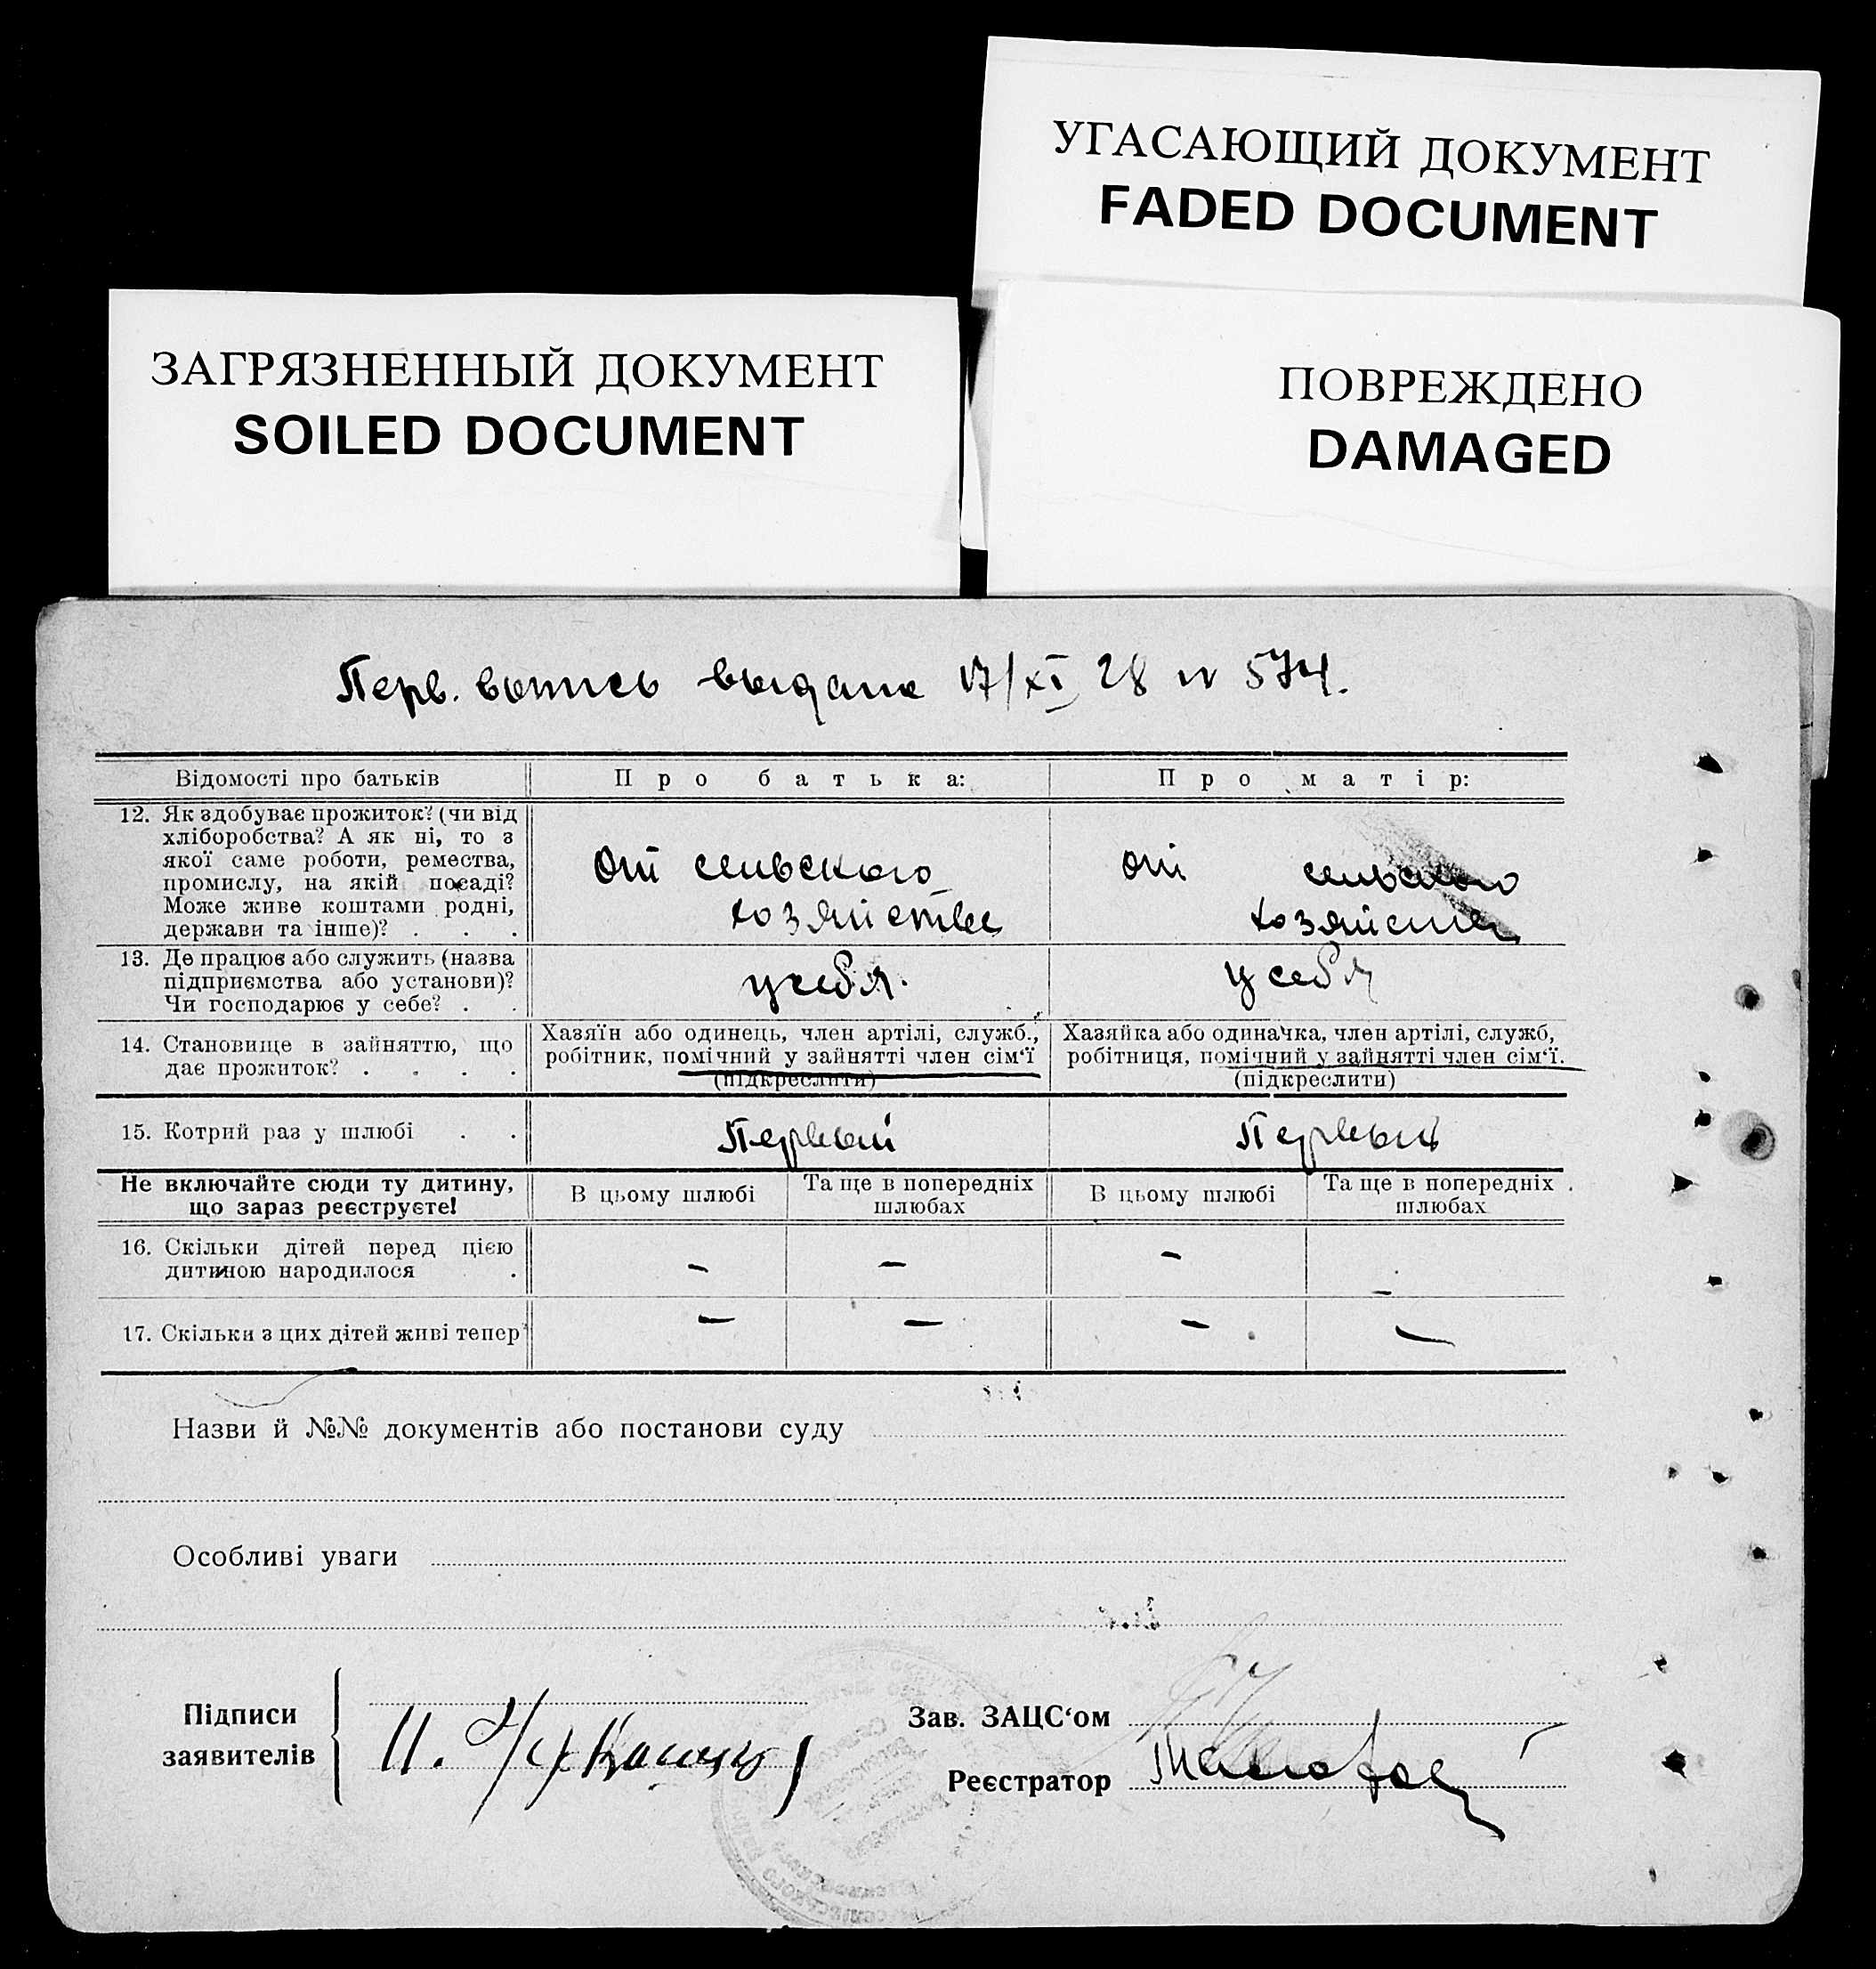 УГАСАЮЩИЙ ДОКУМЕНТ
FADED DOCUMENT
ЗАГРЯЗНЕННЫЙ ДОКУМЕНТ
SOILED DOCUMENT
ПОВРЕЖДЕНО
DAMAGED
Перв. выпись выдана 17/XI 28 N 574.
Відомості про батьків
Про батька:
Про матір:
12. Як здобуває прожиток? (чи від
хліборобства? А як ні, то з
якої саме роботи, ремества,
промислу, на якій посаді?
Може живе коштами родні,
держави та інше)? . . .
От сельского
хозяйства
от сельского
хозяйства
13. Де працює або служить (назва
підприємства або установи)?
Чи господарює у себе? . .
у себя.
у себя
14. Становище в зайняттю, що
дає прожиток? . . . .
Хазяїн або одинець, член артілі, служб.,
робітник, помічний у зайнятті член сім‘ї
(підкреслити)
Хазяйка або одиначка, член артілі, служб,
робітниця, помічний у зайнятті член сім‘ї.
(підкреслити)
15. Котрий раз у шлюбі . .
Первый
Первый
Не включайте сюди ту дитину,
що зараз реєструєте!
В цьому шлюбі
Та ще в попередніх
шлюбах
В цьому шлюбі
Та ще в попередніх
шлюбах
16. Скільки дітей перед цією
дитиною народилося .
– – – –
17. Скільки з цих дітей живі тепер?
– – – –
Назви й №№ документів або постанови суду
Особливі уваги
Підписи
заявителів
Зав. ЗАЦС‘ом
Реєстратор